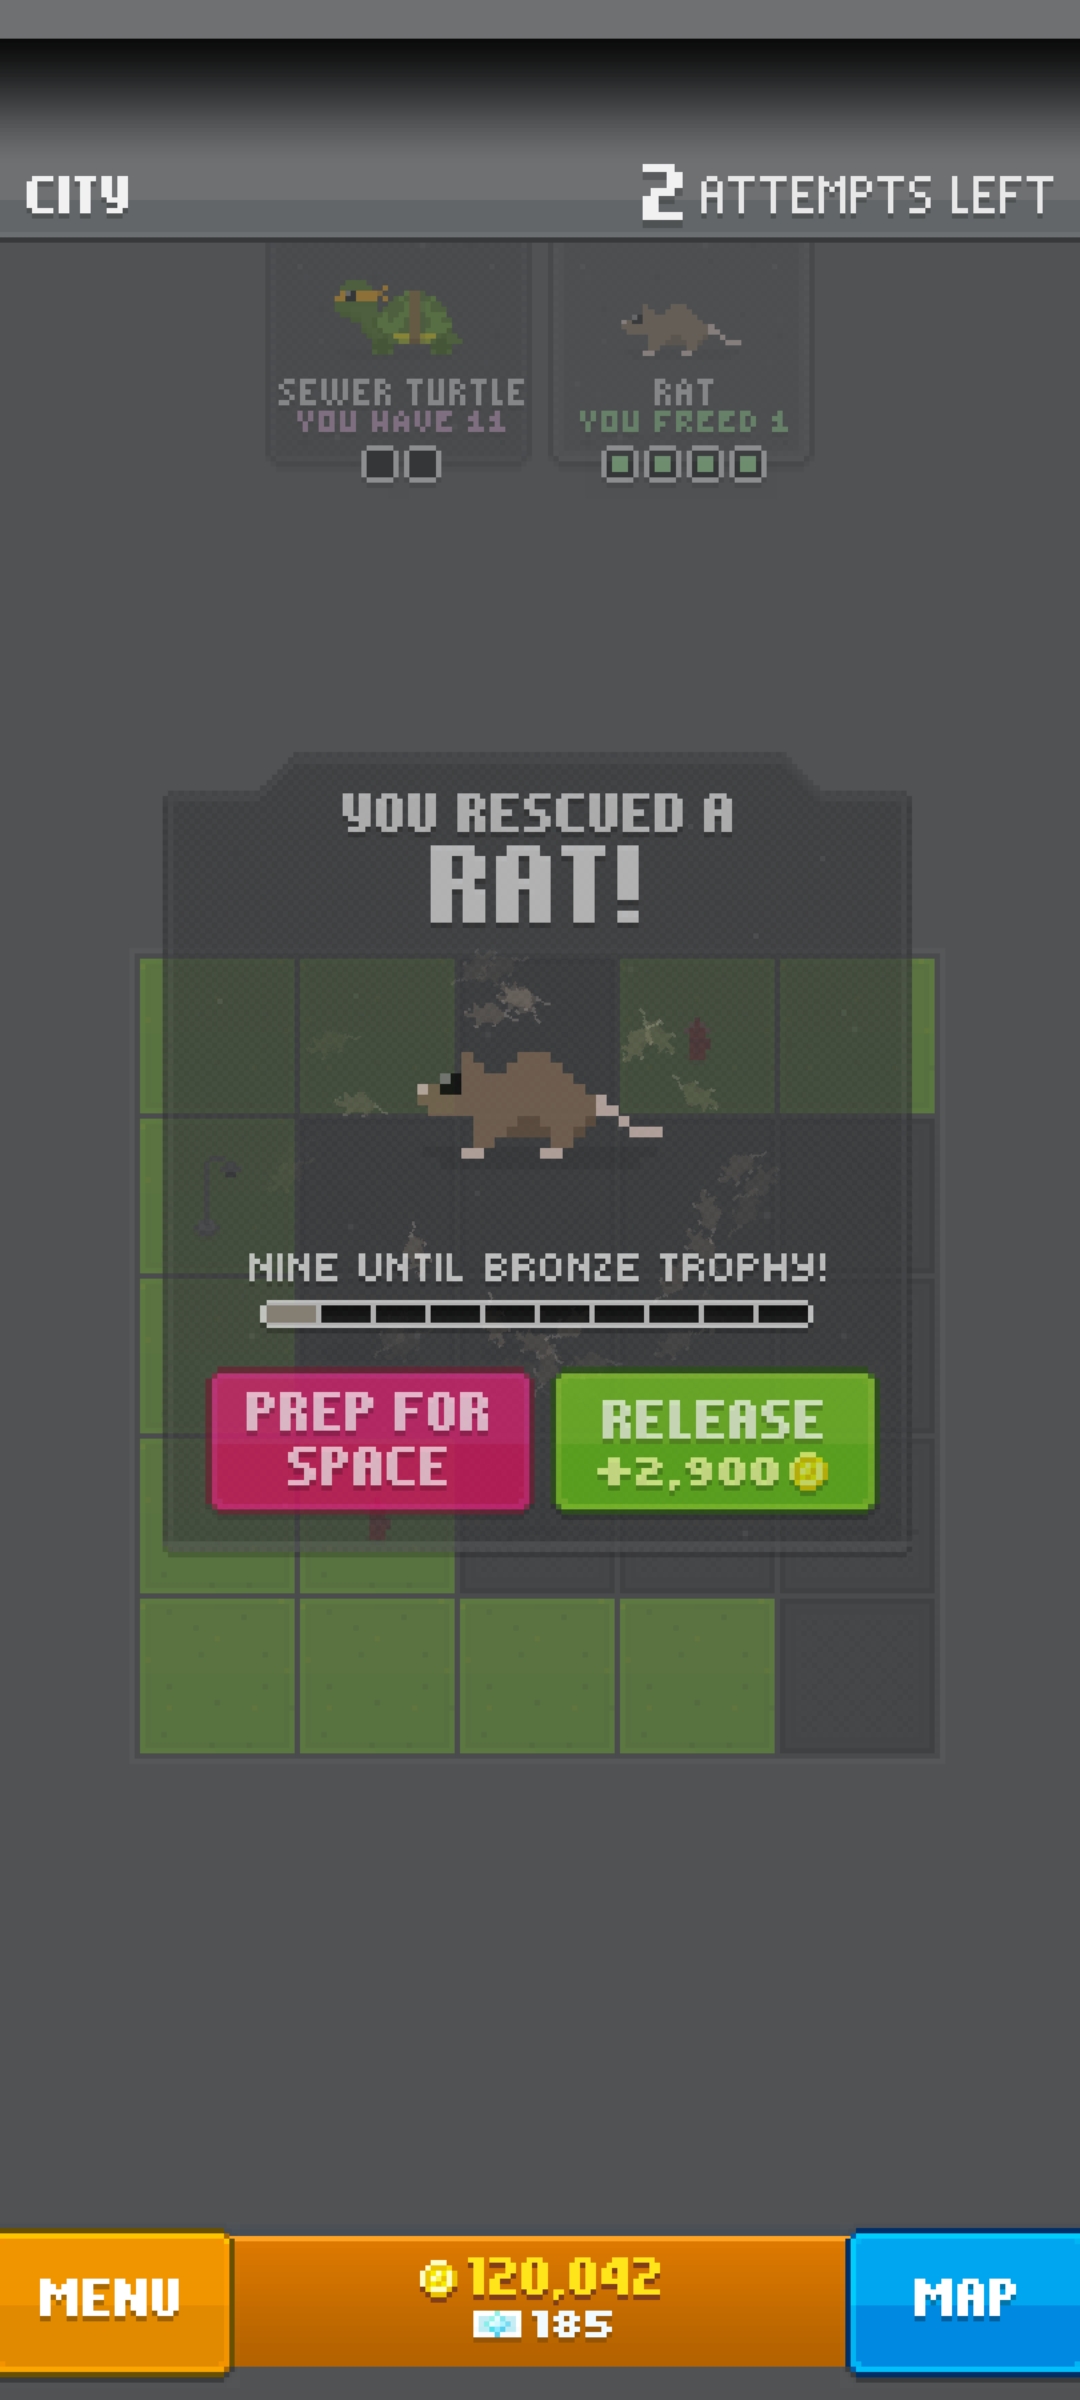 CITY
2 ATTEMPTS LEFT
SEWER TURTLE
YOU HAVE 11
RAT
YOU FREED 1
YOU RESCUED A
RAT!
NINE UNTIL BRONZE TROPHY!
PREP FOR
SPACE
RELEASE
+2,900
MENU
120,042
185
MAP